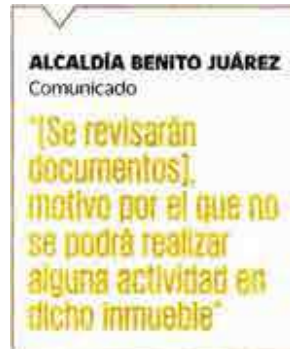 ALCALDÍA BENITO JUÁREZ
Comunicado
"[Se revisarán
documentos],
motivo por el que no
se podrá realizar
alguna actividad en
dicho inmueble"